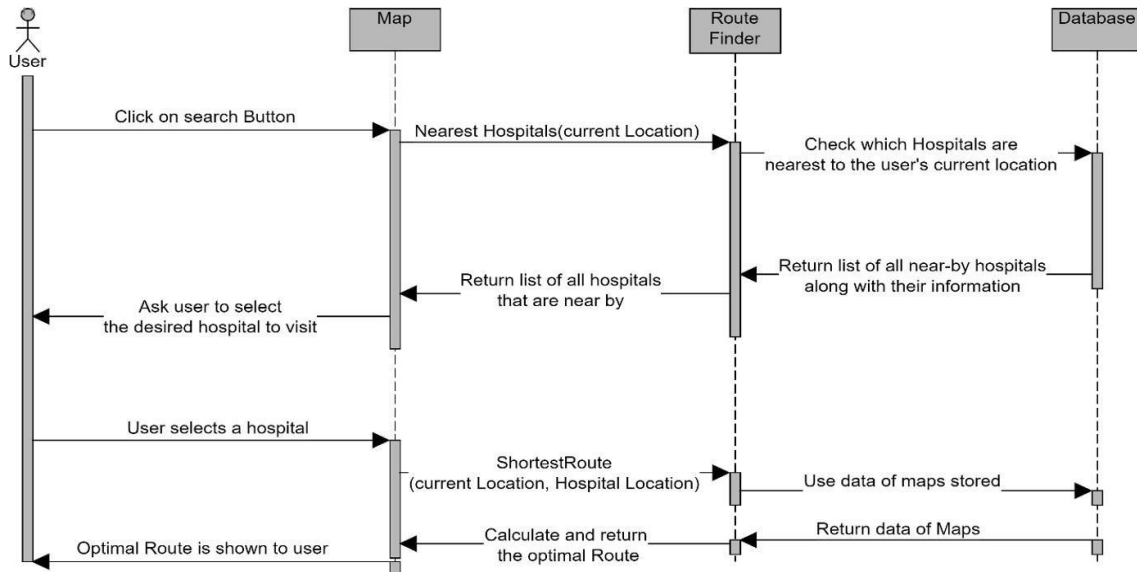 User
Map
Route
Finder
Database
Click on search Button
Nearest Hospitals(current Location)
Check which Hospitals are
nearest to the user's current location
Return list of all near-by hospitals
along with their information
Return list of all hospitals
that are near by
Ask user to select
the desired hospital to visit
User selects a hospital
ShortestRoute
(current Location, Hospital Location)
Use data of maps stored
Return data of Maps
Calculate and return
the optimal Route
Optimal Route is shown to user